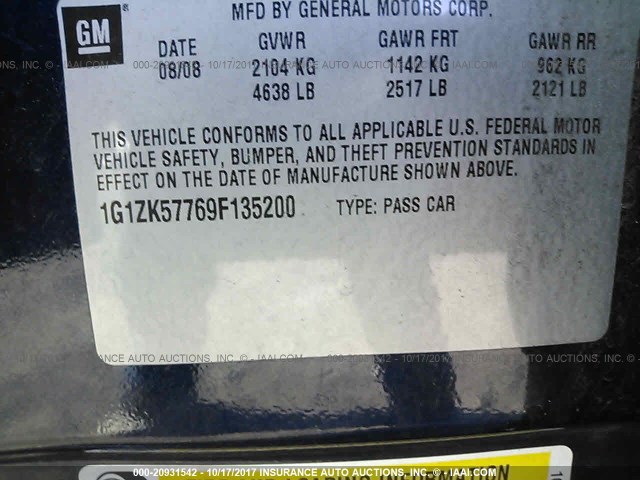 GM
MFD BY GENERAL MOTORS CORP.
DATE GVWR GAWR FRT GAWR RR
08/08 2104 KG 1142 KG 962 KG
4638 LB 2517 LB 2121 LB
THIS VEHICLE CONFORMS TO ALL APPLICABLE U.S. FEDERAL MOTOR
VEHICLE SAFETY, BUMPER, AND THEFT PREVENTION STANDARDS IN
EFFECT ON THE DATE OF MANUFACTURE SHOWN ABOVE.
1G1ZK57769F135200 TYPE: PASS CAR
LOADING INFORMATION
000-20931542 - 10/17/2017 INSURANCE AUTO AUCTIONS, INC. - IAAI.COM